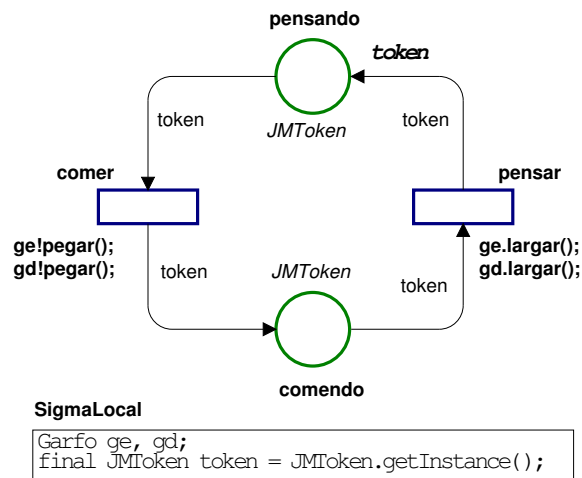 pensando
token
token
token
JMToken
comer
pensar
ge!pegar();
gd!pegar();
ge.largar();
gd.largar();
token
JMToken
token
comendo
SigmaLocal
Garfo ge, gd;
final JMToken token = JMToken.getInstance();